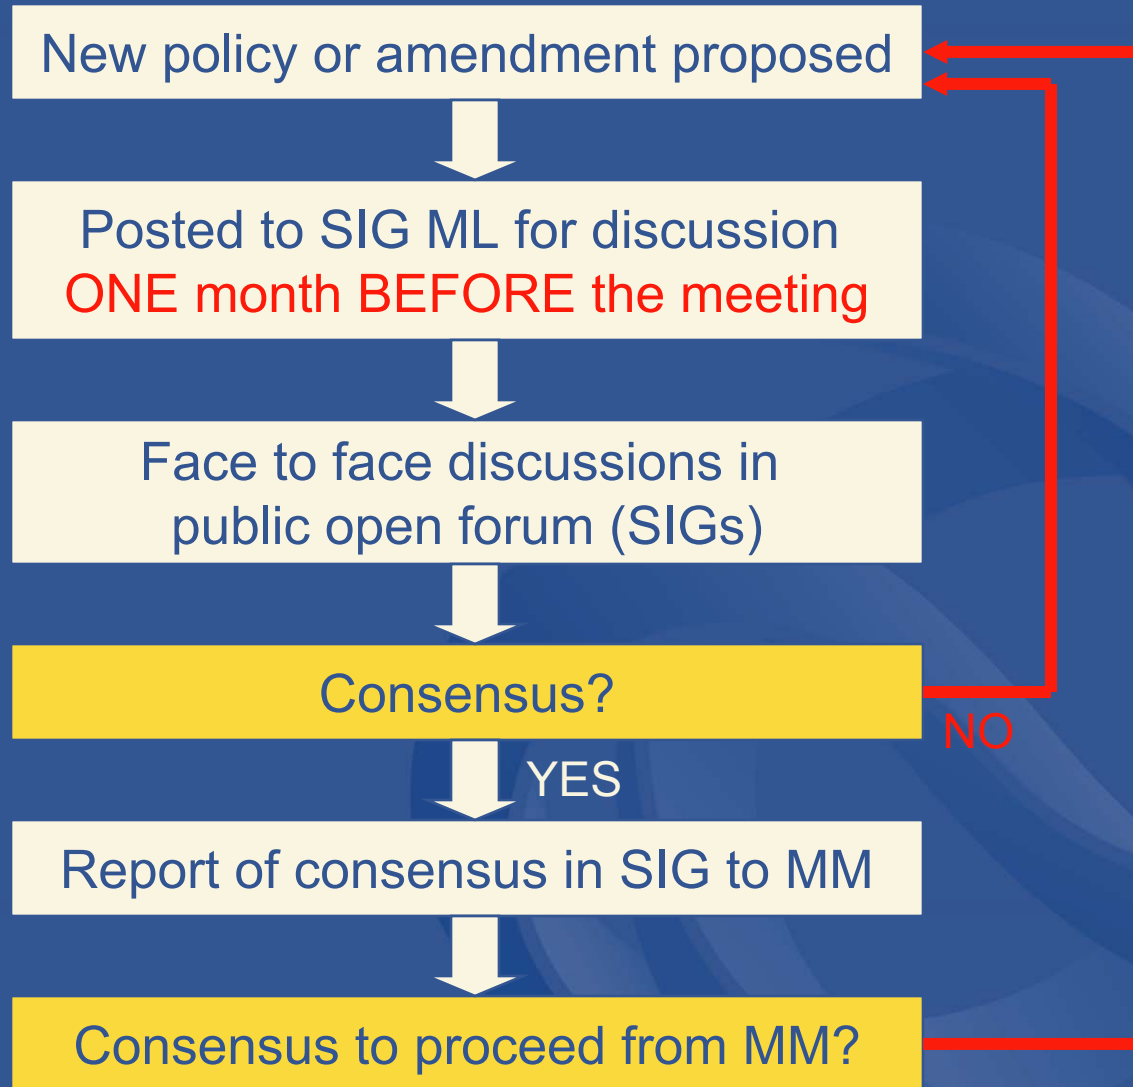 New policy or amendment proposed
Posted to SIG ML for discussion
ONE month BEFORE the meeting
Face to face discussions in
public open forum (SIGs)
Consensus?
NO
YES
Report of consensus in SIG to MM
Consensus to proceed from MM?